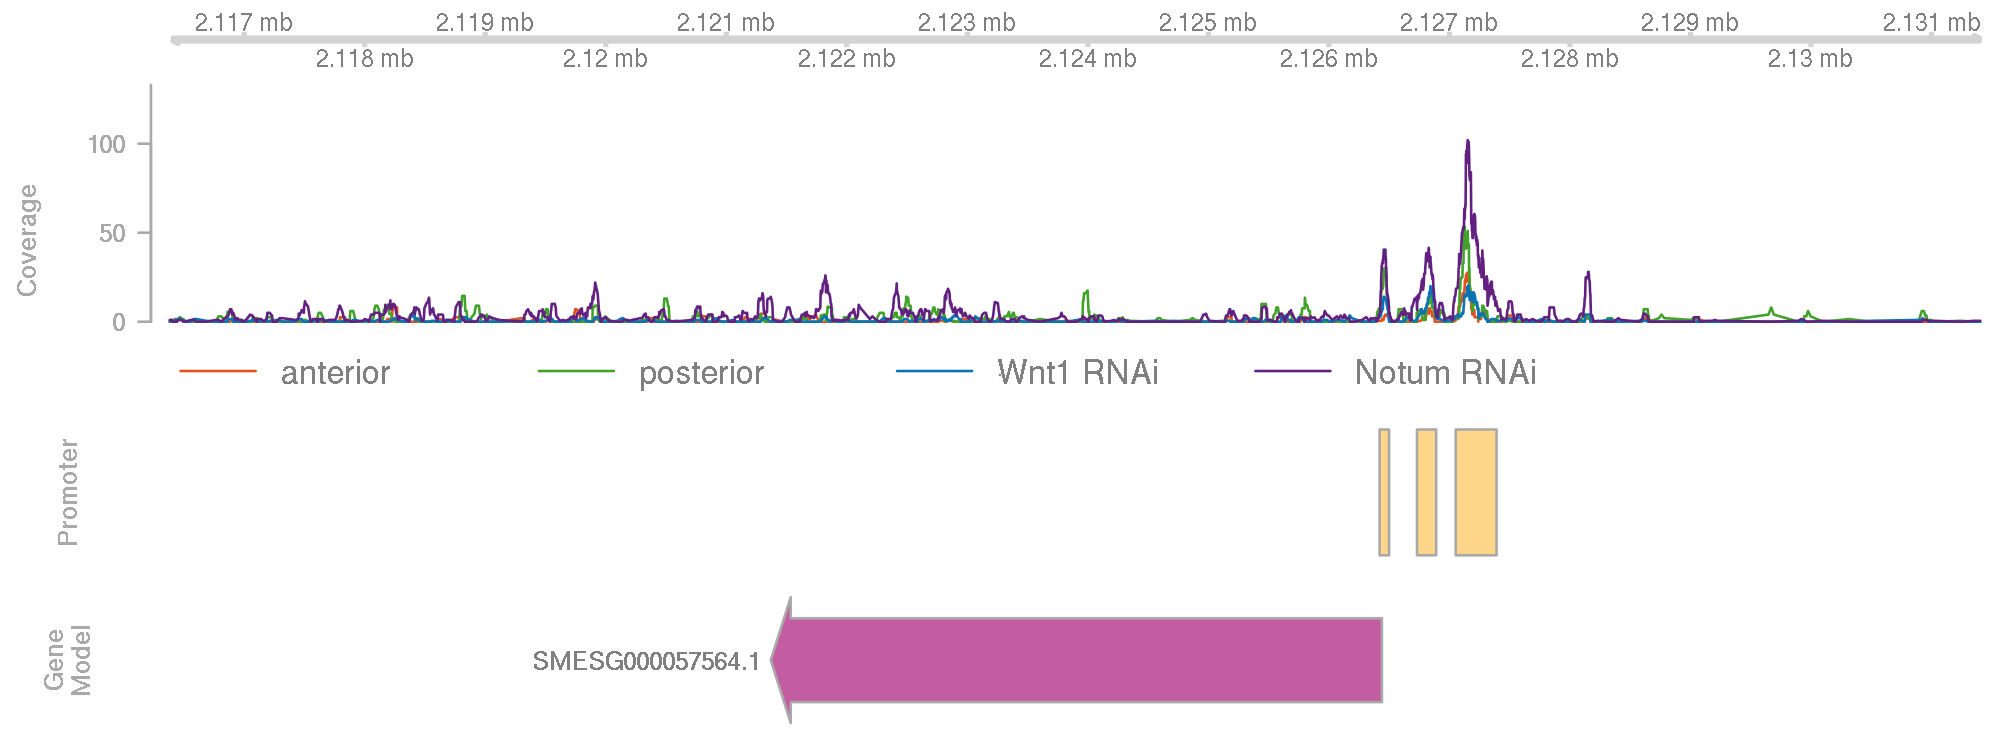 2.117 mb 2.119 mb 2.121 mb 2.123 mb 2.125 mb 2.127 mb 2.129 mb 2.131 mb
2.118 mb 2.12 mb 2.122 mb 2.124 mb 2.126 mb 2.128 mb 2.13 mb
Coverage
100
50
0
anterior posterior Wnt1 RNAi Notum RNAi
Promoter
Gene
Model
SMESG000057564.1